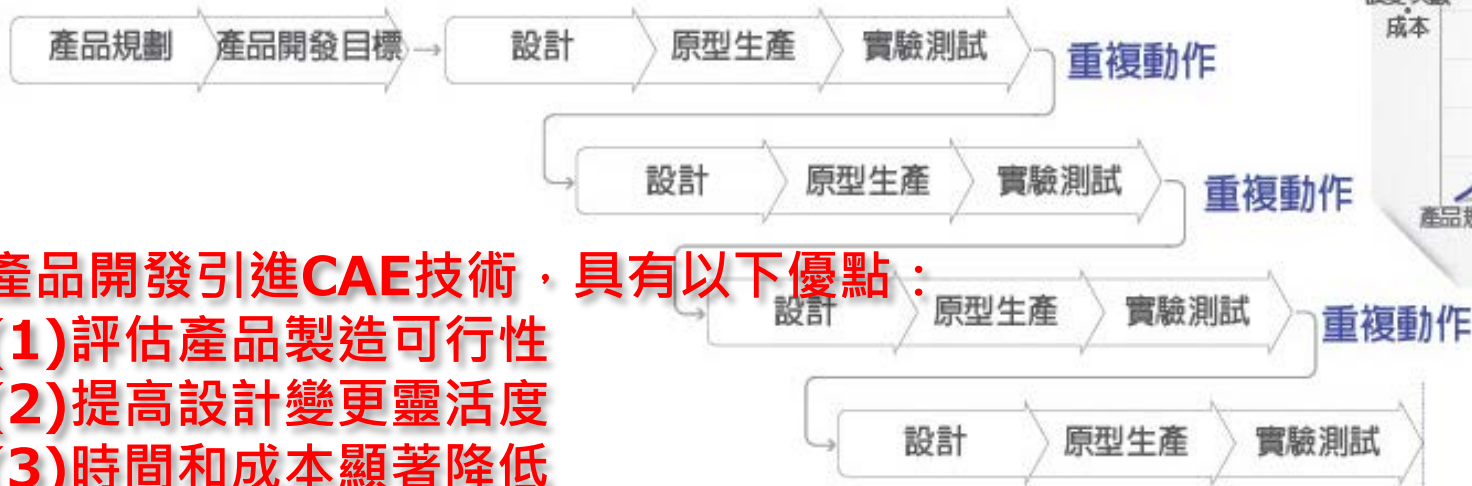 產品規劃 產品開發目標 設計 原型生產 實驗測試 重複動作
成本
設計 原型生產 實驗測試 重複動作
產品開發引進CAE技術，具有以下優點：
設計 原型生產 實驗測試 重複動作
(1)評估產品製造可行性
(2)提高設計變更靈活度
設計 原型生產 實驗測試
(3)時間和成本顯著降低